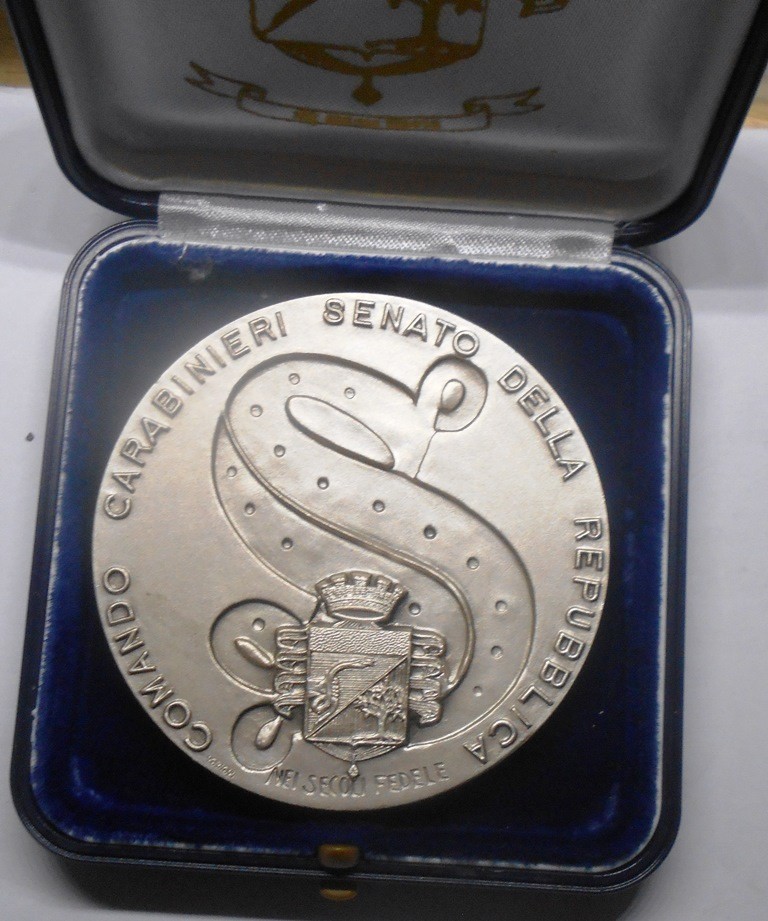 COMANDO CARABINIERI SENATO DELLA REPUBBLICA
NEI SECOLI FEDELE